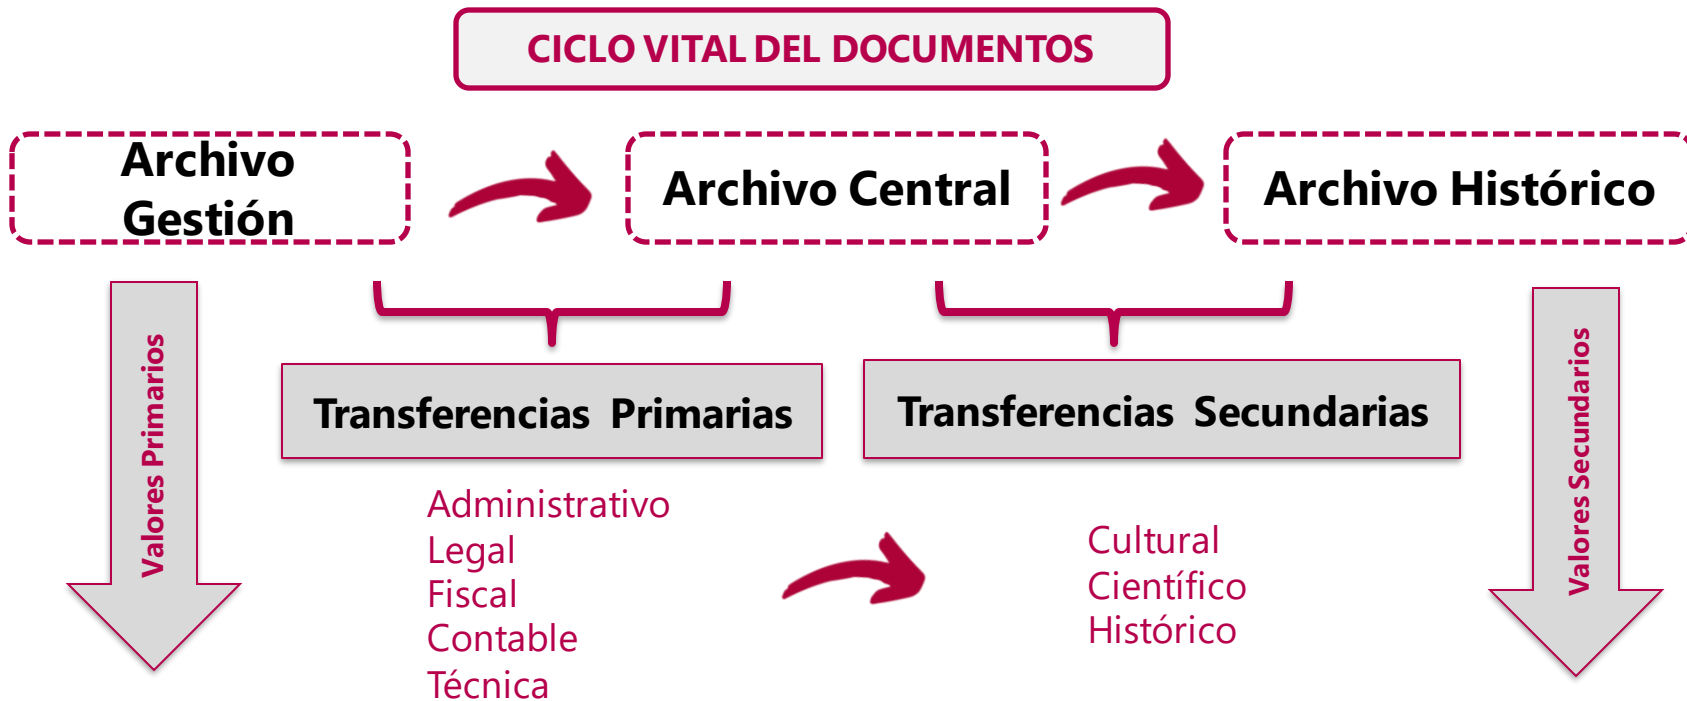 CICLO VITAL DEL DOCUMENTOS
Archivo
Gestión
Archivo Central
Archivo Histórico
Valores Primarios
Transferencias Primarias
Transferencias Secundarias
Valores Secundarios
Administrativo
Legal
Fiscal
Contable
Técnica
Cultural
Científico
Histórico